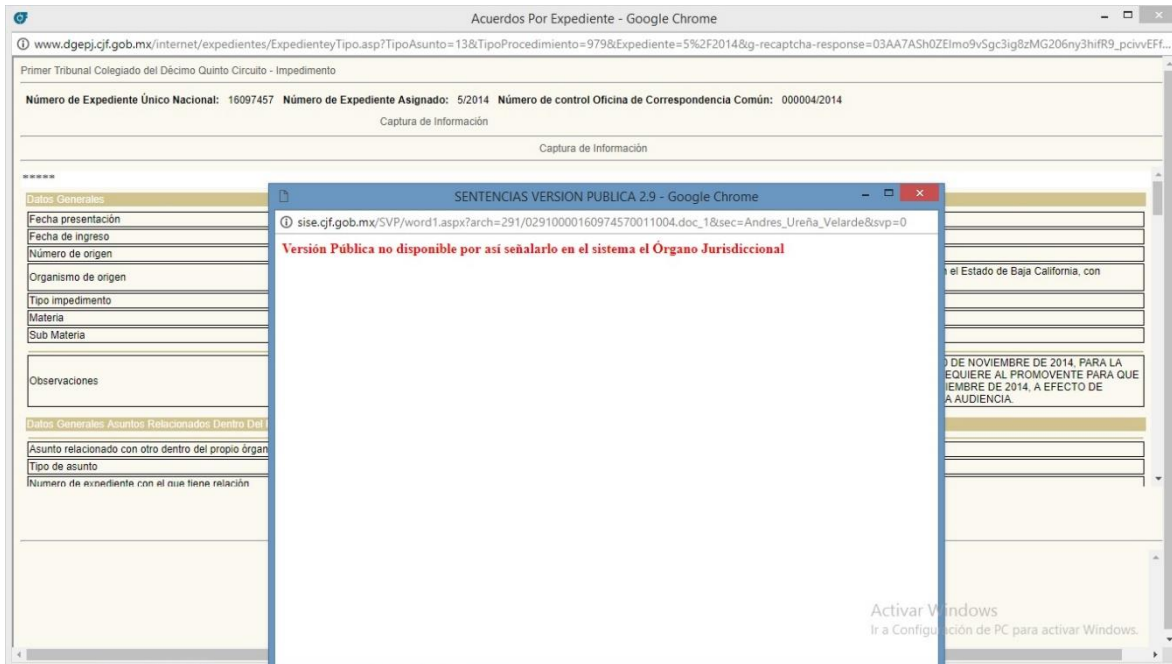 Acuerdos Por Expediente - Google Chrome
www.dgepj.cjf.gob.mx/internet/expedientes/ExpedienteyTipo.asp?TipoAsunto=13&TipoProcedimiento=979&Expediente=5%2F2014&g-recaptcha-response=03AA7ASh0ZElmo9vSgc3ig8zMG206ny3hifR9_pcivvEFf...
Primer Tribunal Colegiado del Décimo Quinto Circuito - Impedimento
Número de Expediente Único Nacional: 16097457 Número de Expediente Asignado: 5/2014 Número de control Oficina de Correspondencia Común: 000004/2014
Captura de Información
Captura de Información
*****
Datos Generales
Fecha presentación
Fecha de ingreso
Número de origen
Organismo de origen
el Estado de Baja California, con
Tipo impedimento
Materia
Sub Materia
Observaciones
DE NOVIEMBRE DE 2014, PARA LA
EQUIERE AL PROMOVENTE PARA QUE
IEMBRE DE 2014, A EFECTO DE
A AUDIENCIA.
Datos Generales Asuntos Relacionados Dentro Del
Asunto relacionado con otro dentro del propio órgan
Tipo de asunto
Numero de expediente con el que tiene relación
SENTENCIAS VERSION PUBLICA 2.9 - Google Chrome
sise.cjf.gob.mx/SVP/word1.aspx?arch=291/02910000160974570011004.doc_1&sec=Andres_Ureña_Velarde&svp=0
Versión Pública no disponible por así señalarlo en el sistema el Órgano Jurisdiccional
Activar Windows
Ir a Configuración de PC para activar Windows.